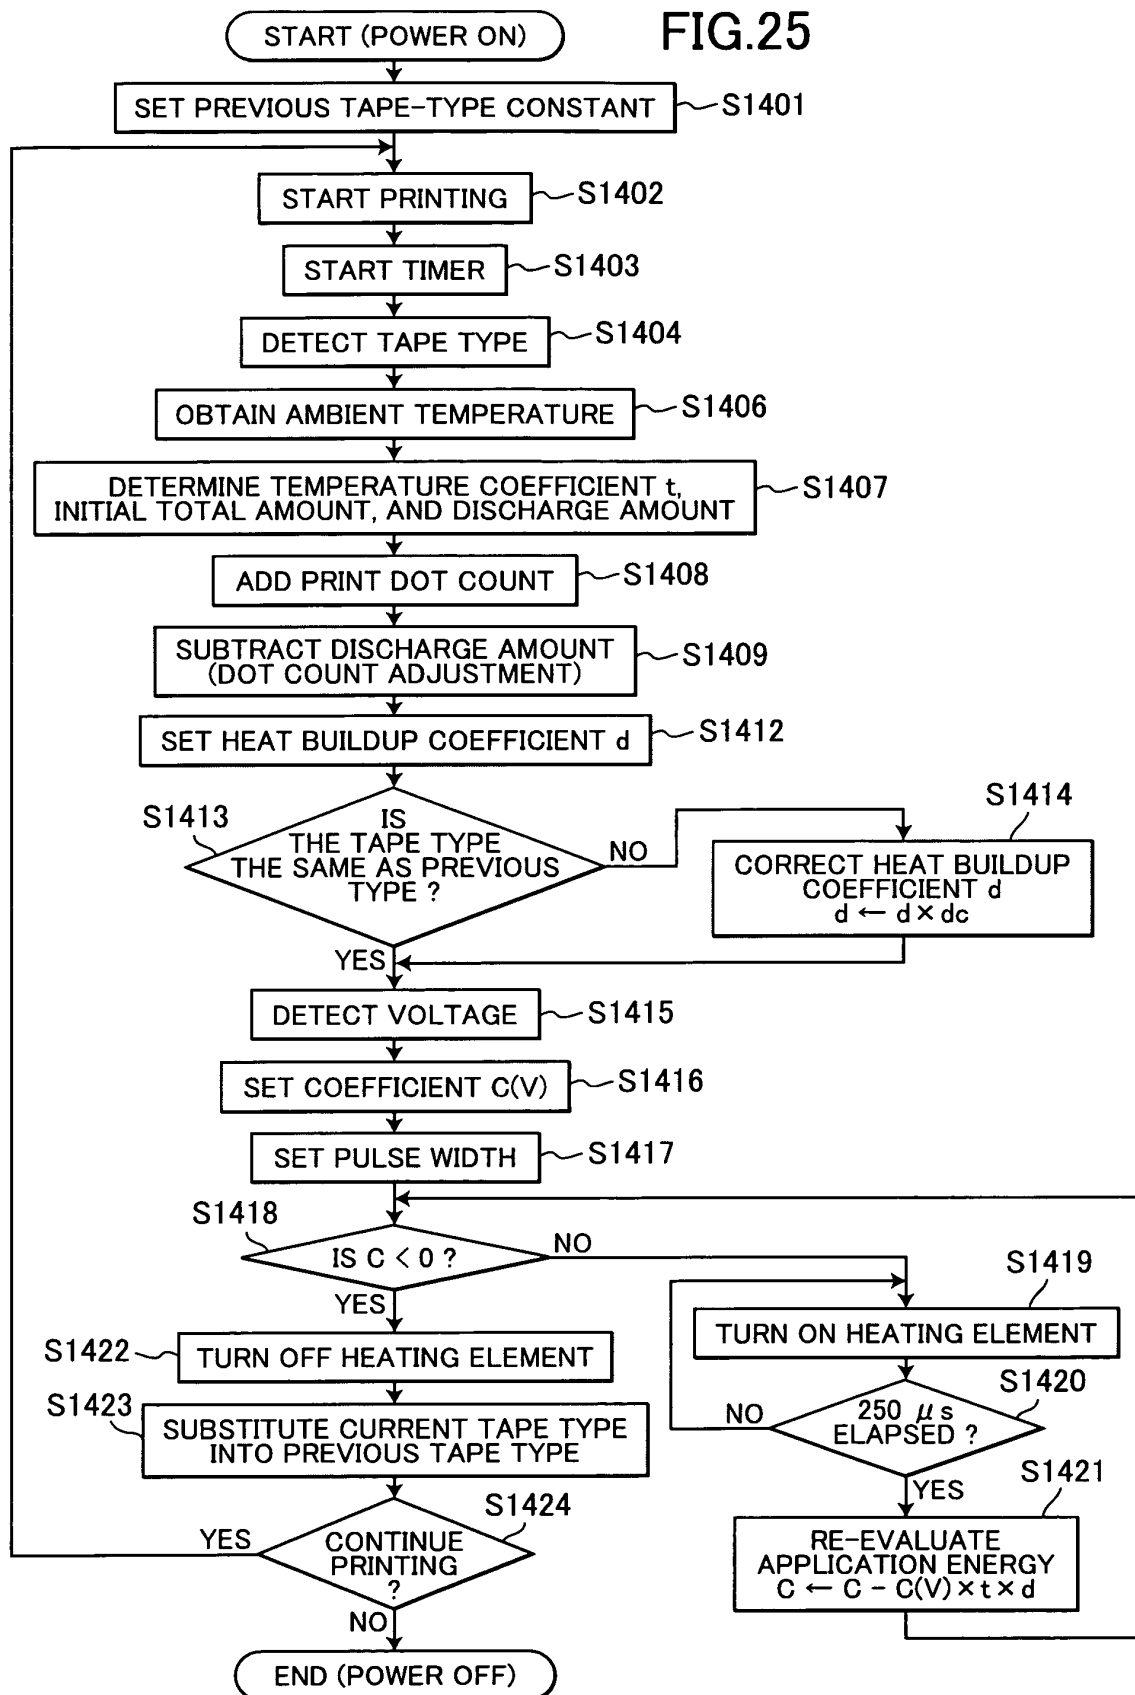 FIG.25
START (POWER ON)
SET PREVIOUS TAPE-TYPE CONSTANT
S1401
START PRINTING
S1402
START TIMER
S1403
DETECT TAPE TYPE
S1404
OBTAIN AMBIENT TEMPERATURE
S1406
DETERMINE TEMPERATURE COEFFICIENT t,
INITIAL TOTAL AMOUNT, AND DISCHARGE AMOUNT
S1407
ADD PRINT DOT COUNT
S1408
SUBTRACT DISCHARGE AMOUNT
(DOT COUNT ADJUSTMENT)
S1409
SET HEAT BUILDUP COEFFICIENT d
S1412
S1413
IS
THE TAPE TYPE
THE SAME AS PREVIOUS
TYPE ?
NO
YES
S1414
CORRECT HEAT BUILDUP
COEFFICIENT d
d ← d × dc
DETECT VOLTAGE
S1415
SET COEFFICIENT C(V)
S1416
SET PULSE WIDTH
S1417
S1418
IS C < 0 ?
NO
YES
S1419
TURN ON HEATING ELEMENT
S1420
250 μs
ELAPSED ?
NO
YES
S1421
RE-EVALUATE
APPLICATION ENERGY
C ← C - C(V) × t × d
S1422
TURN OFF HEATING ELEMENT
S1423
SUBSTITUTE CURRENT TAPE TYPE
INTO PREVIOUS TAPE TYPE
S1424
CONTINUE
PRINTING
?
YES
NO
END (POWER OFF)